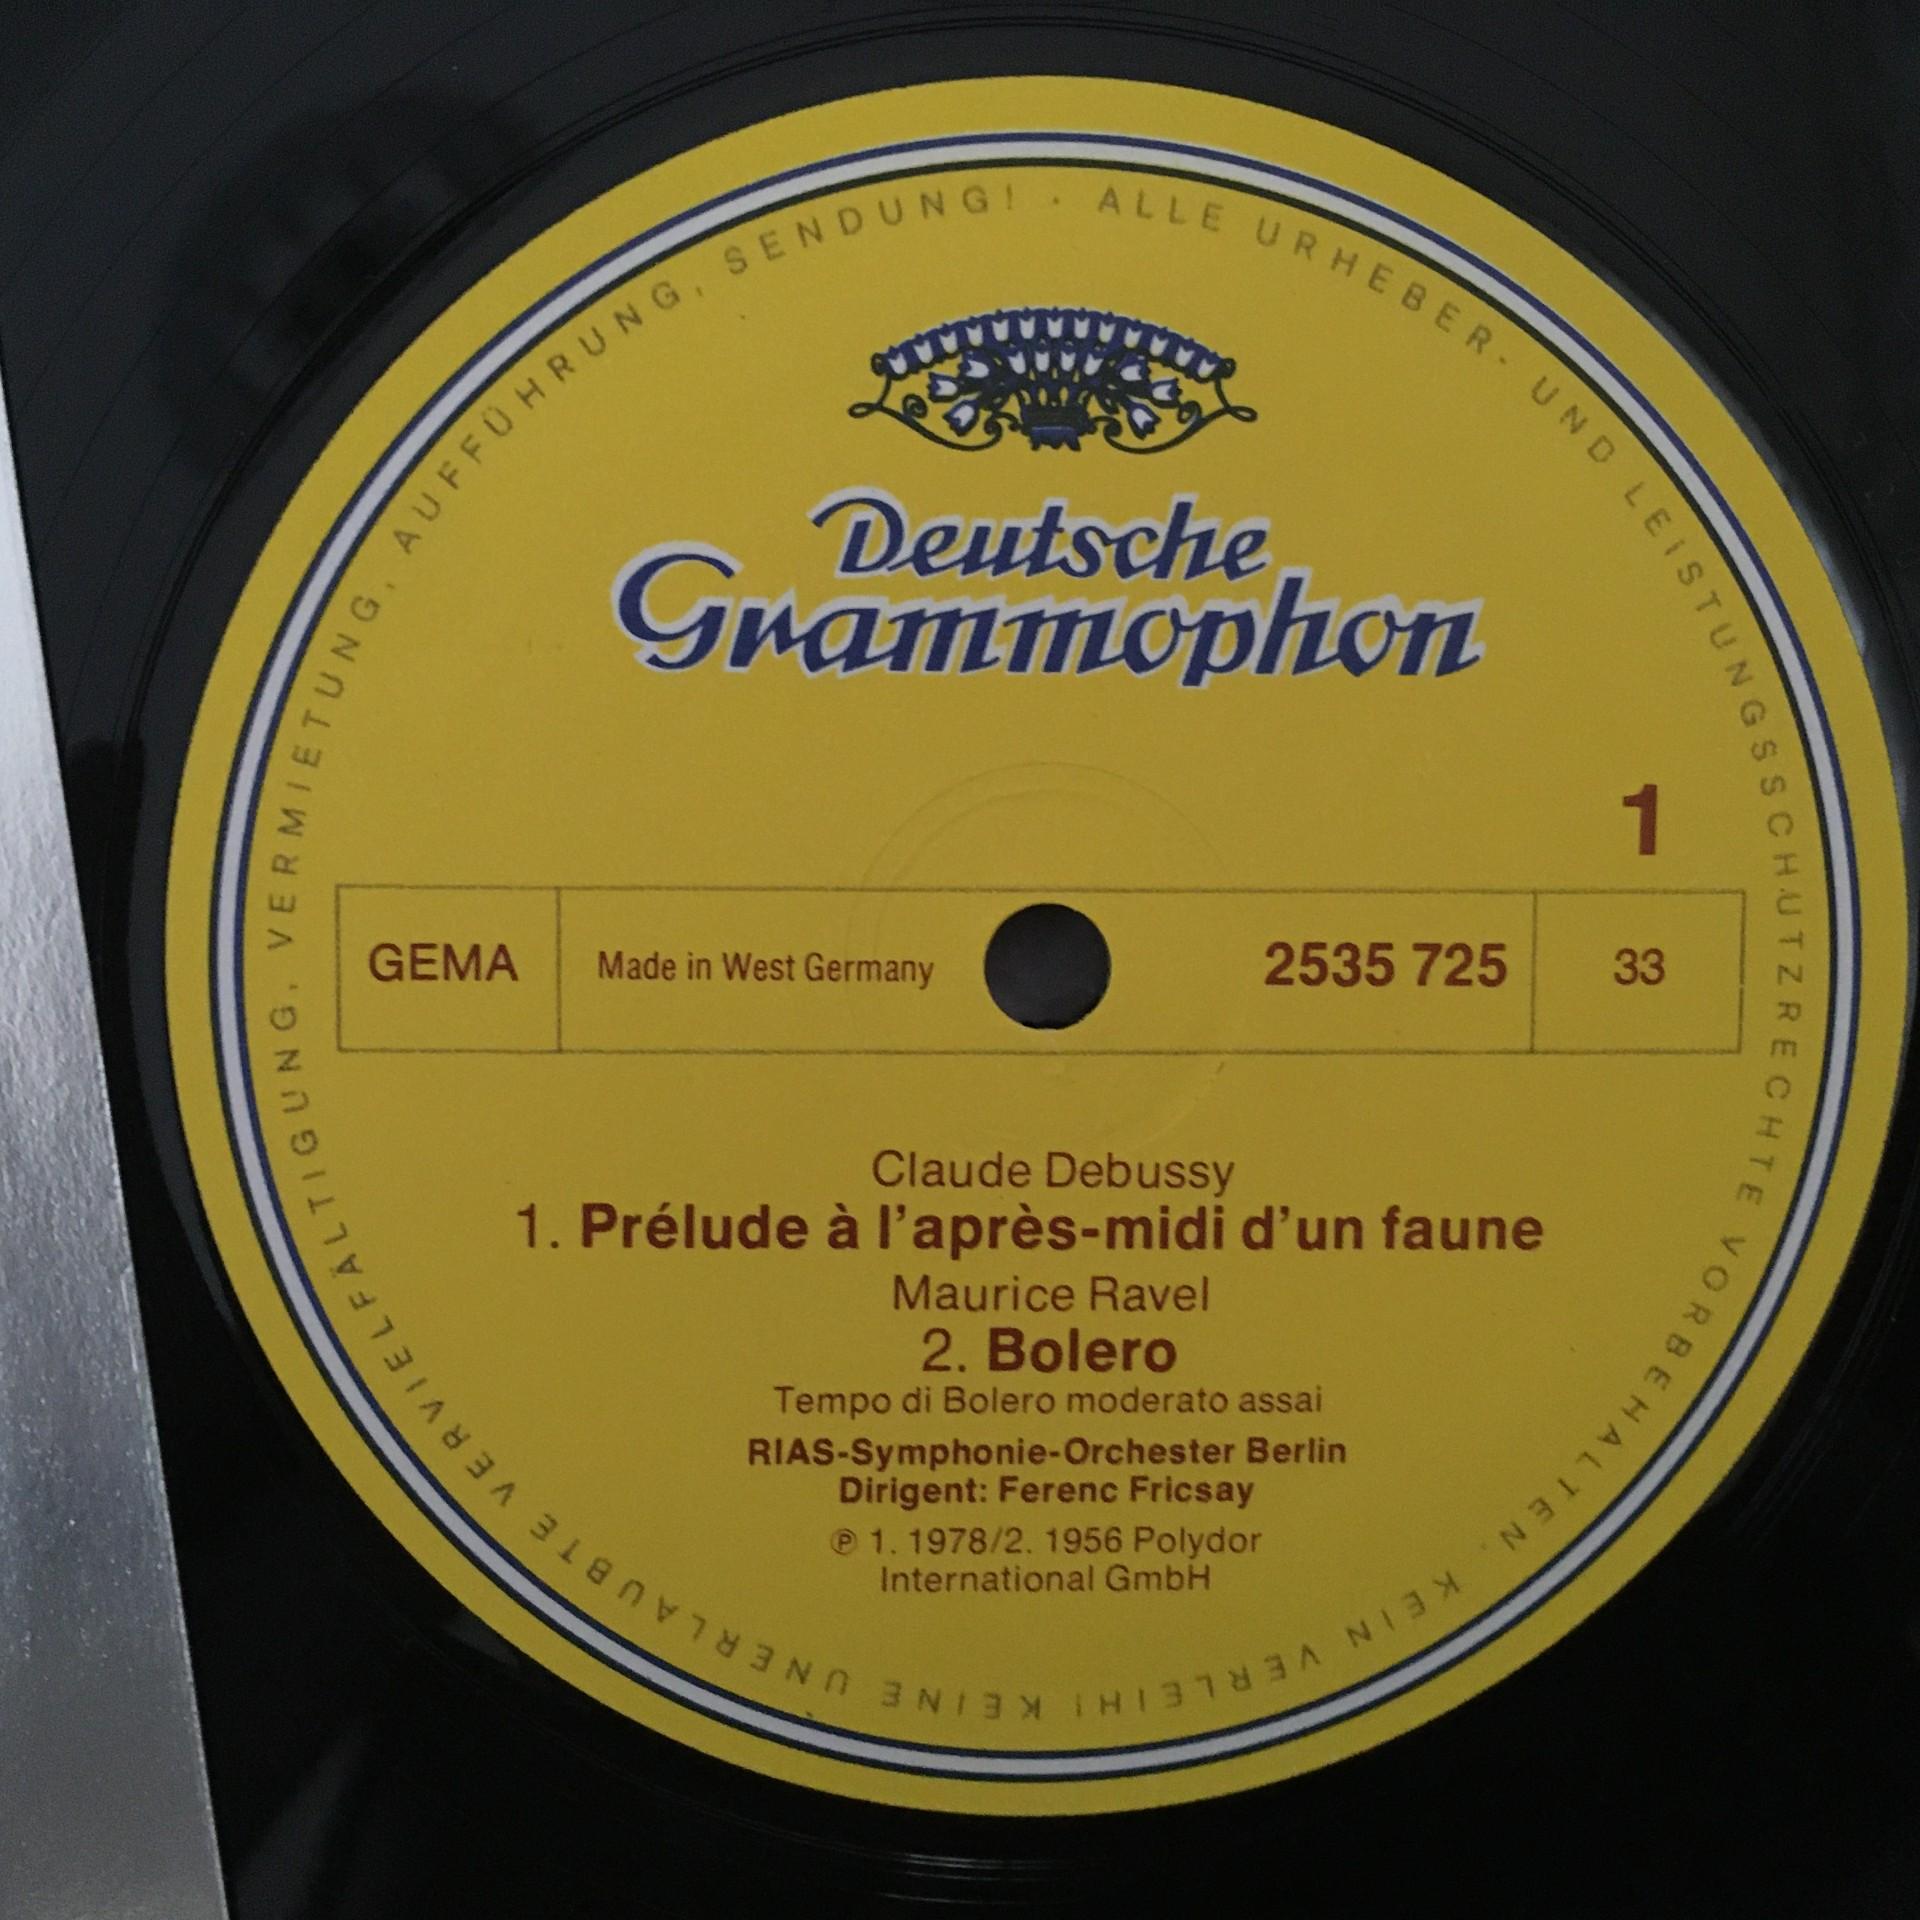 ALLE URHEBER- UND LEISTUNGSSCHUTZRECHTE VORBEHALTEN. KEIN VERLEIH! KEINE UNERLAUBTE VERVIELFÄLTIGUNG, VERMIETUNG, AUFFÜHRUNG, SENDUNG! ·
Deutsche
Grammophon
1
GEMA Made in West Germany 2535 725 33
Claude Debussy
1. Prélude à l'après-midi d'un faune
Maurice Ravel
2. Bolero
Tempo di Bolero moderato assai
RIAS-Symphonie-Orchester Berlin
Dirigent: Ferenc Fricsay
℗ 1. 1978/2. 1956 Polydor
International GmbH